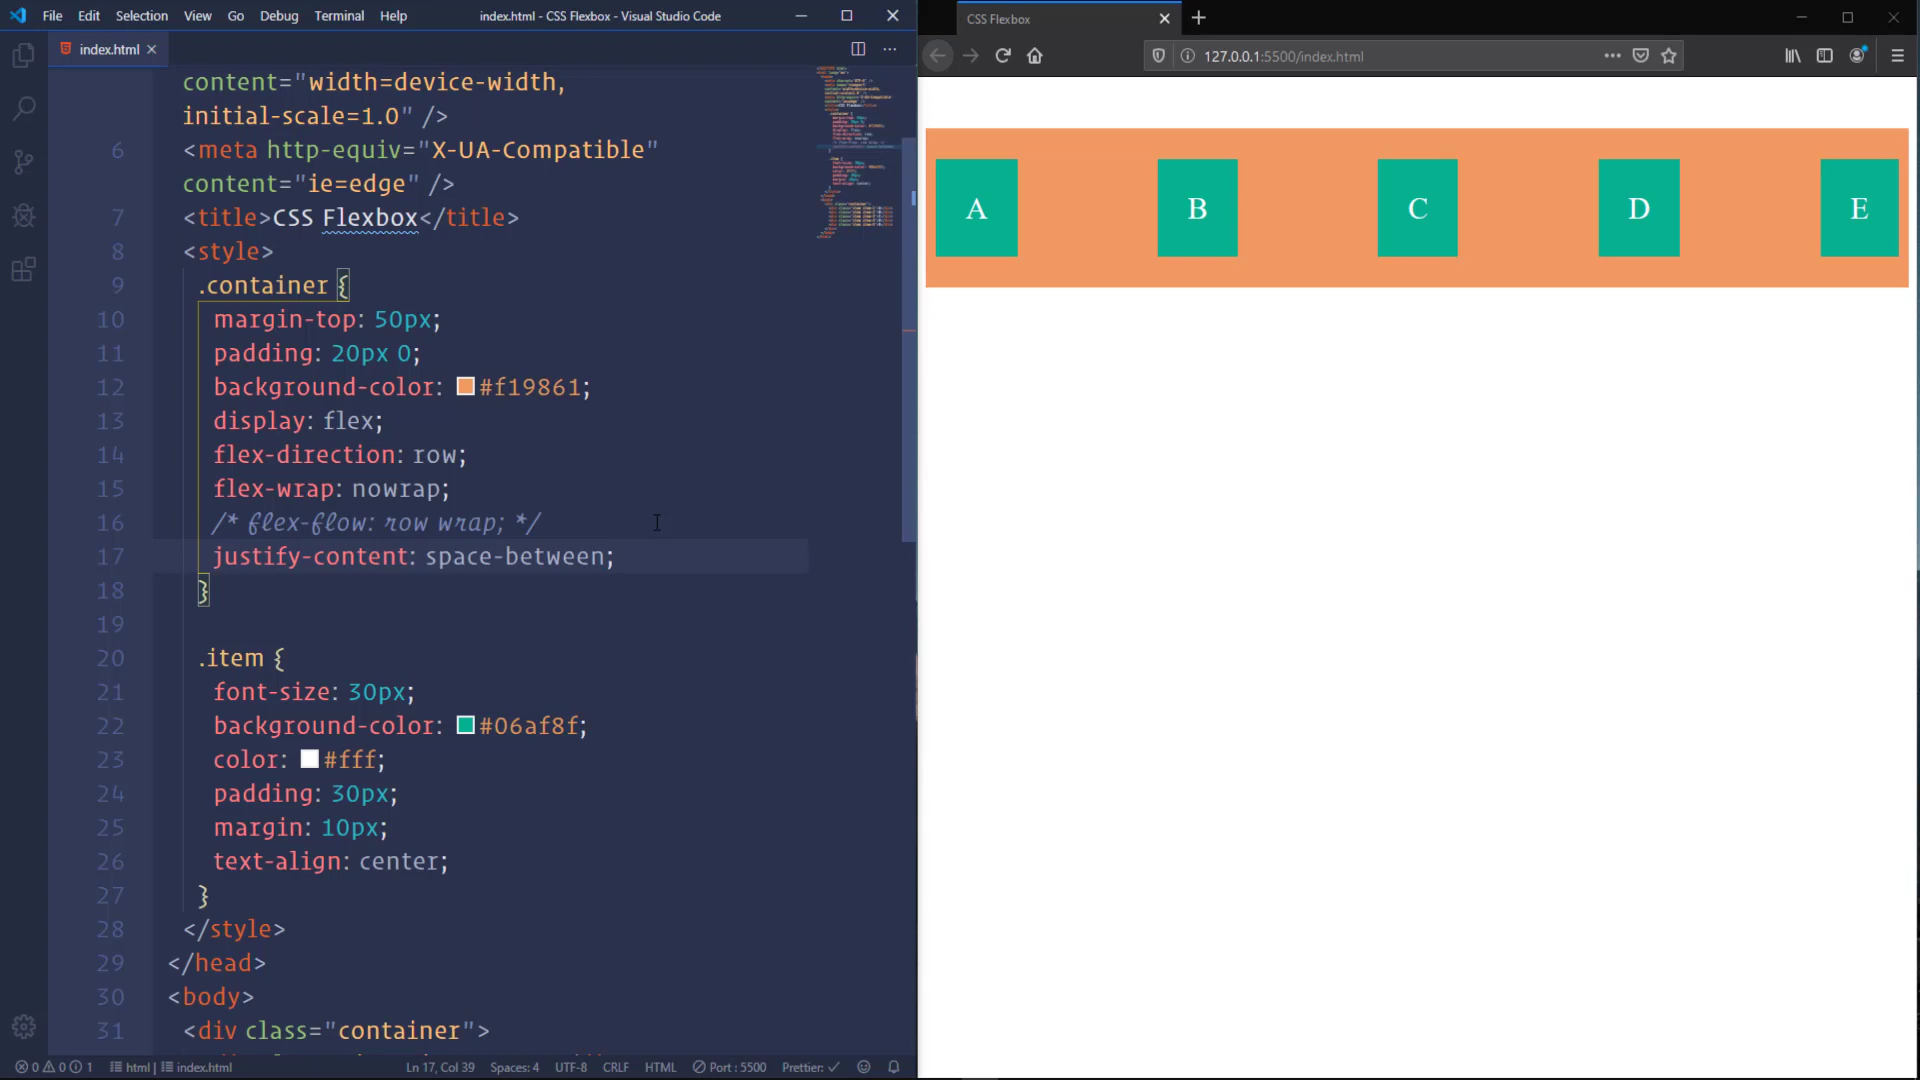 File Edit Selection View Go Debug Terminal Help
index.html - CSS Flexbox - Visual Studio Code
index.html
content="width=device-width,
initial-scale=1.0" />
6 <meta http-equiv="X-UA-Compatible"
content="ie=edge" />
7 <title>CSS Flexbox</title>
8 <style>
9 .container {
10 margin-top: 50px;
11 padding: 20px 0;
12 background-color: #f19861;
13 display: flex;
14 flex-direction: row;
15 flex-wrap: nowrap;
16 /* flex-flow: row wrap; */
17 justify-content: space-between;
18 }
19
20 .item {
21 font-size: 30px;
22 background-color: #06af8f;
23 color: #fff;
24 padding: 30px;
25 margin: 10px;
26 text-align: center;
27 }
28 </style>
29 </head>
30 <body>
31 <div class="container">
0 0 1 html index.html Ln 17, Col 39 Spaces: 4 UTF-8 CRLF HTML Port : 5500 Prettier: ✓
CSS Flexbox
127.0.0.1:5500/index.html
A B C D E